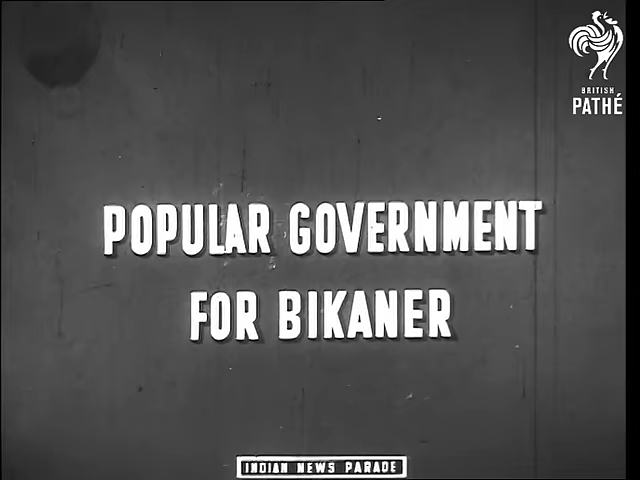 BRITISH
PATHÉ
POPULAR GOVERNMENT
FOR BIKANER
INDIAN NEWS PARADE